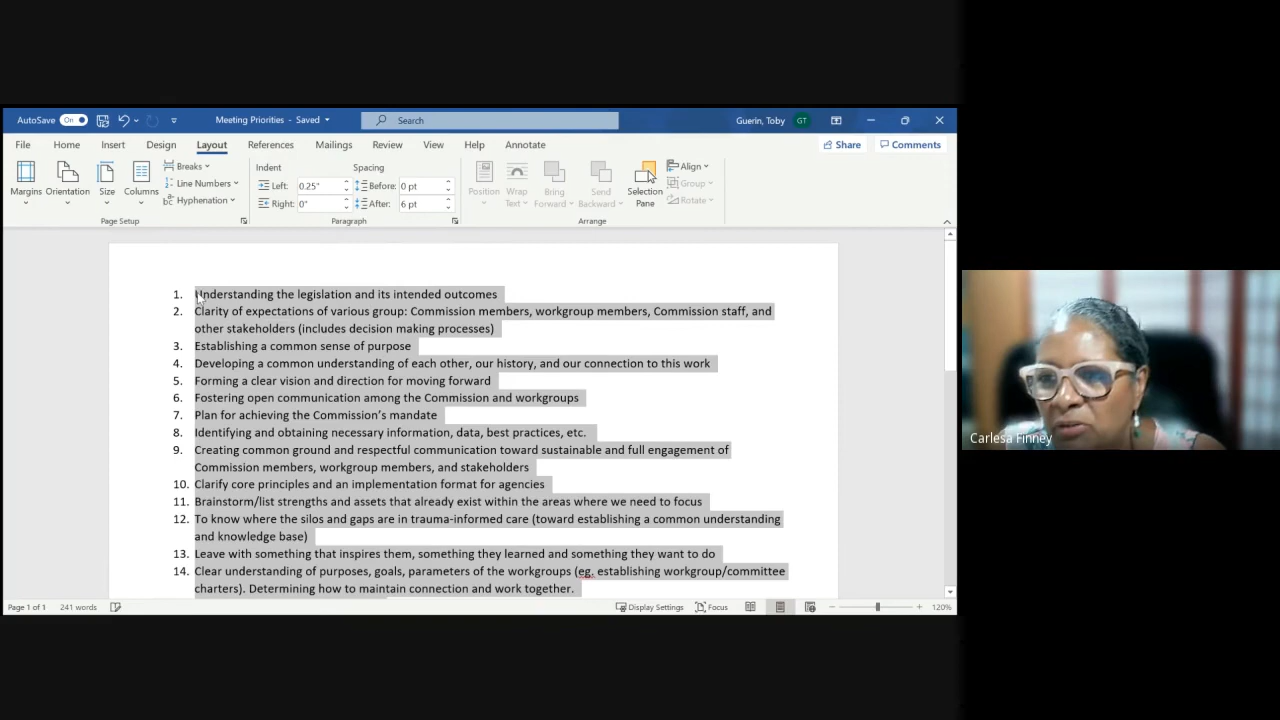 AutoSave On Meeting Priorities - Saved Search Guerin, Toby GT
File Home Insert Design Layout References Mailings Review View Help Annotate Share Comments
Margins Orientation Size Columns Breaks Line Numbers Hyphenation
Page Setup
Indent Spacing
Left: 0.25" Before: 0 pt
Right: 0" After: 6 pt
Paragraph
Position Wrap Text Bring Forward Send Backward Selection Pane Align Group Rotate
Arrange
1. Understanding the legislation and its intended outcomes
2. Clarity of expectations of various group: Commission members, workgroup members, Commission staff, and
other stakeholders (includes decision making processes)
3. Establishing a common sense of purpose
4. Developing a common understanding of each other, our history, and our connection to this work
5. Forming a clear vision and direction for moving forward
6. Fostering open communication among the Commission and workgroups
7. Plan for achieving the Commission's mandate
8. Identifying and obtaining necessary information, data, best practices, etc.
9. Creating common ground and respectful communication toward sustainable and full engagement of
Commission members, workgroup members, and stakeholders
10. Clarify core principles and an implementation format for agencies
11. Brainstorm/list strengths and assets that already exist within the areas where we need to focus
12. To know where the silos and gaps are in trauma-informed care (toward establishing a common understanding
and knowledge base)
13. Leave with something that inspires them, something they learned and something they want to do
14. Clear understanding of purposes, goals, parameters of the workgroups (eg. establishing workgroup/committee
charters). Determining how to maintain connection and work together.
Page 1 of 1 241 words Display Settings Focus 120%
Carlesa Finney